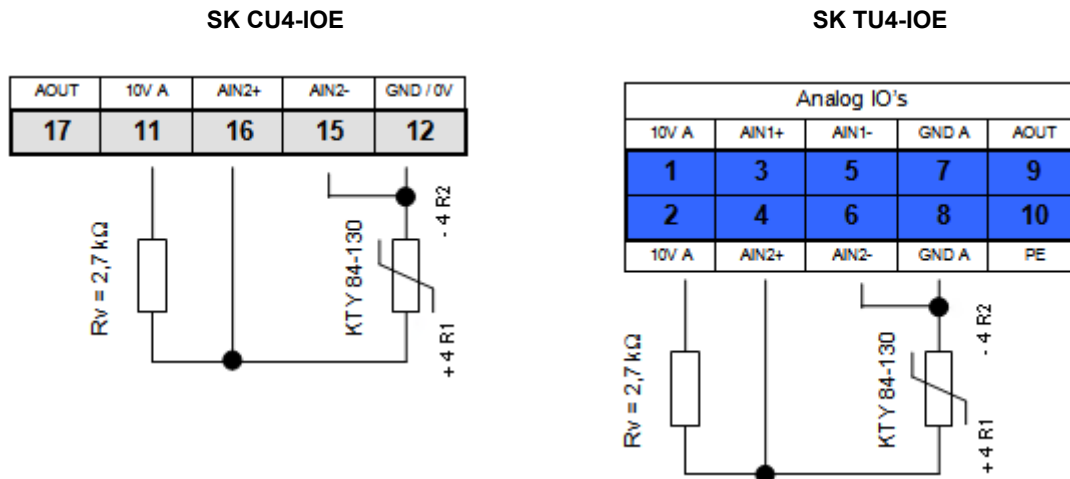 SK CU4-IOE
AOUT 10V A AIN2+ AIN2- GND / 0V
17 11 16 15 12
Rv = 2,7 kΩ
KTY 84-130
- 4 R2
+ 4 R1
SK TU4-IOE
Analog IO's
10V A AIN1+ AIN1- GND A AOUT
1 3 5 7 9
2 4 6 8 10
10V A AIN2+ AIN2- GND A PE
Rv = 2,7 kΩ
KTY 84-130
- 4 R2
+ 4 R1